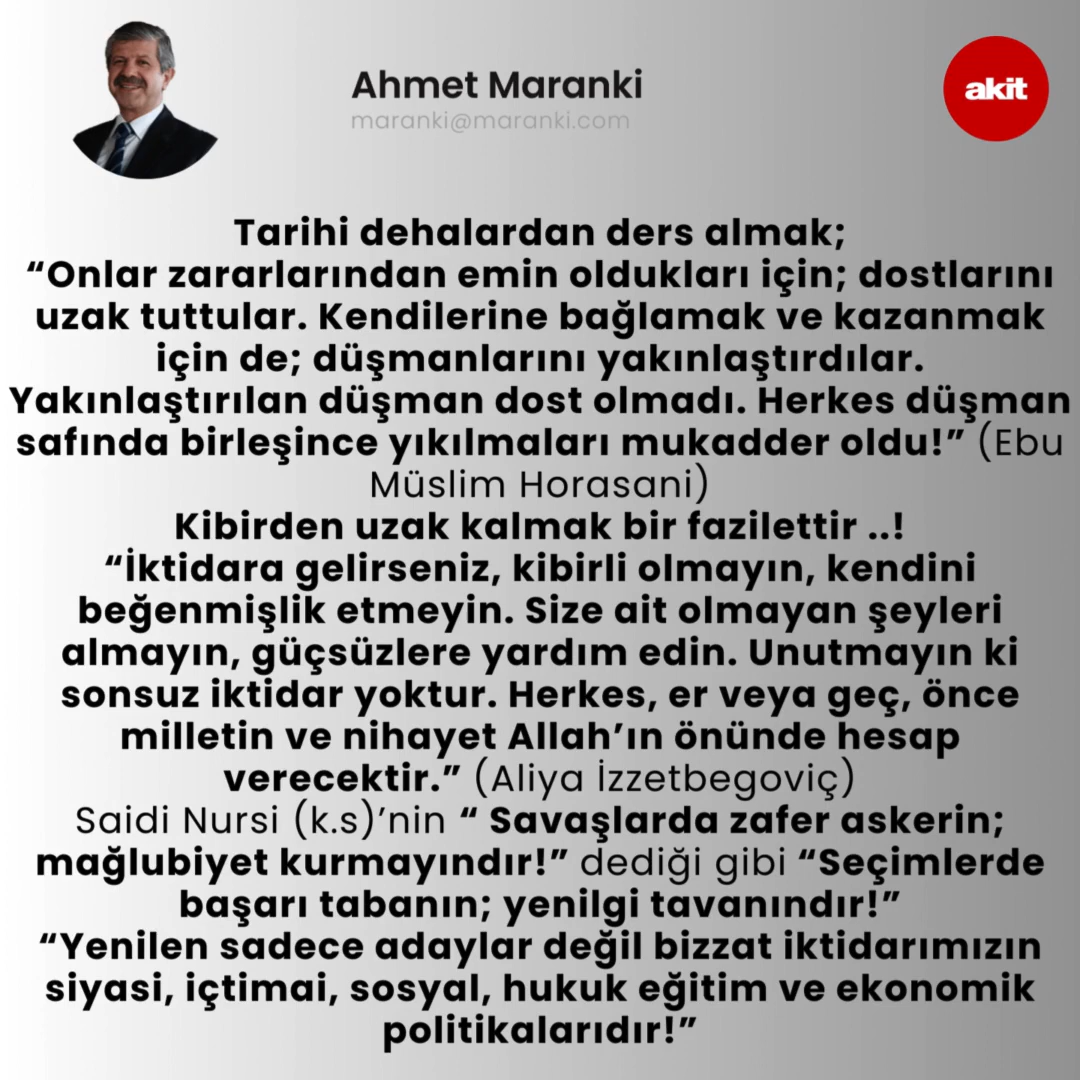 Ahmet Maranki
maranki@maranki.com
akit
Tarihi dehalardan ders almak;
“Onlar zararlarından emin oldukları için; dostlarını
uzak tuttular. Kendilerine bağlamak ve kazanmak
için de; düşmanlarını yakınlaştırdılar.
Yakınlaştırılan düşman dost olmadı. Herkes düşman
safında birleşince yıkılmaları mukadder oldu!” (Ebu
Müslim Horasani)
Kibirden uzak kalmak bir fazilettir ..!
“İktidara gelirseniz, kibirli olmayın, kendini
beğenmişlik etmeyin. Size ait olmayan şeyleri
almayın, güçsüzlere yardım edin. Unutmayın ki
sonsuz iktidar yoktur. Herkes, er veya geç, önce
milletin ve nihayet Allah’ın önünde hesap
verecektir.” (Aliya İzzetbegoviç)
Saidi Nursi (k.s)’nin “ Savaşlarda zafer askerin;
mağlubiyet kurmayındır!” dediği gibi “Seçimlerde
başarı tabanın; yenilgi tavanındır!”
“Yenilen sadece adaylar değil bizzat iktidarımızın
siyasi, içtimai, sosyal, hukuk eğitim ve ekonomik
politikalarıdır!”